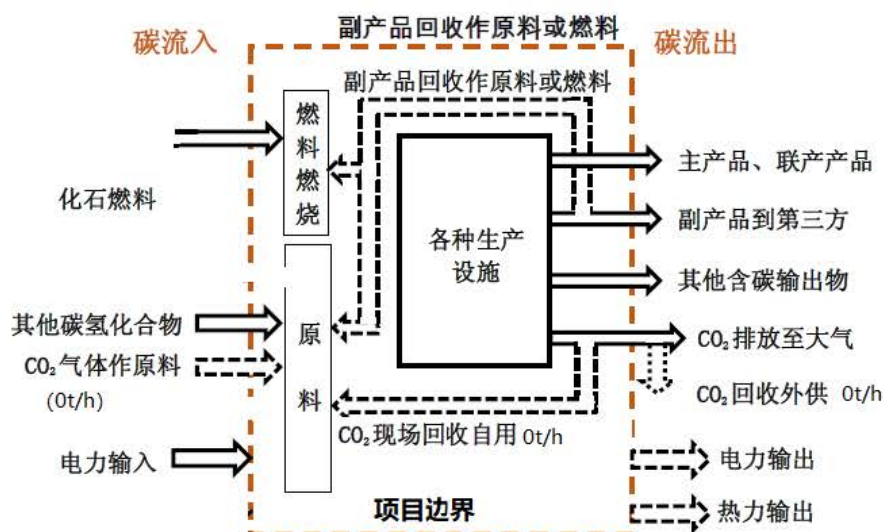 副产品回收作原料或燃料
碳流入
碳流出
副产品回收作原料或燃料
燃料燃烧
化石燃料
各种生产
设施
主产品、联产产品
副产品到第三方
其他含碳输出物
其他碳氢化合物
CO₂气体作原料
(0t/h)
原料
CO₂排放至大气
CO₂回收外供 0t/h
CO₂现场回收自用 0t/h
电力输入
电力输出
项目边界
热力输出